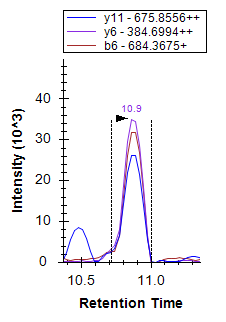 y11 - 675.8556++
y6 - 384.6994++
b6 - 684.3675+
10.9
Intensity (10^3)
40
30
20
10
0
10.5 11.0
Retention Time